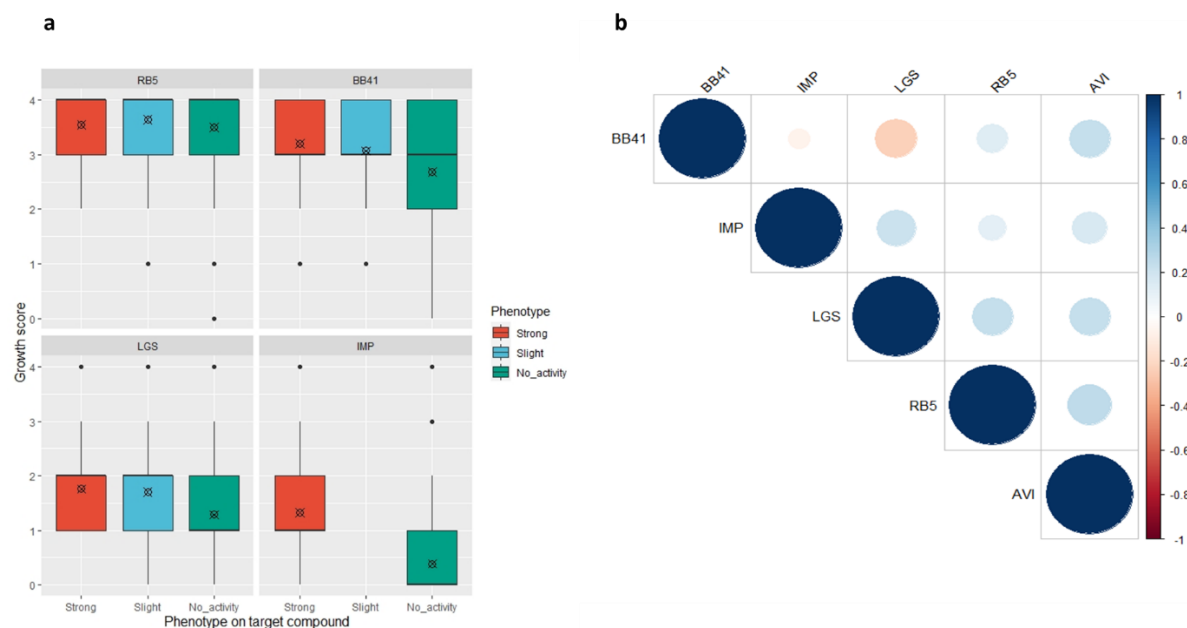 a
RB5
BB41
4
3
2
1
0
LGS
IMP
4
3
2
1
0
Growth score
Strong
Slight
No_activity
Strong
Slight
No_activity
Phenotype on target compound
Phenotype
Strong
Slight
No_activity
b
BB41
IMP
LGS
RB5
AVI
BB41
IMP
LGS
RB5
AVI
1
0.8
0.6
0.4
0.2
0
-0.2
-0.4
-0.6
-0.8
-1